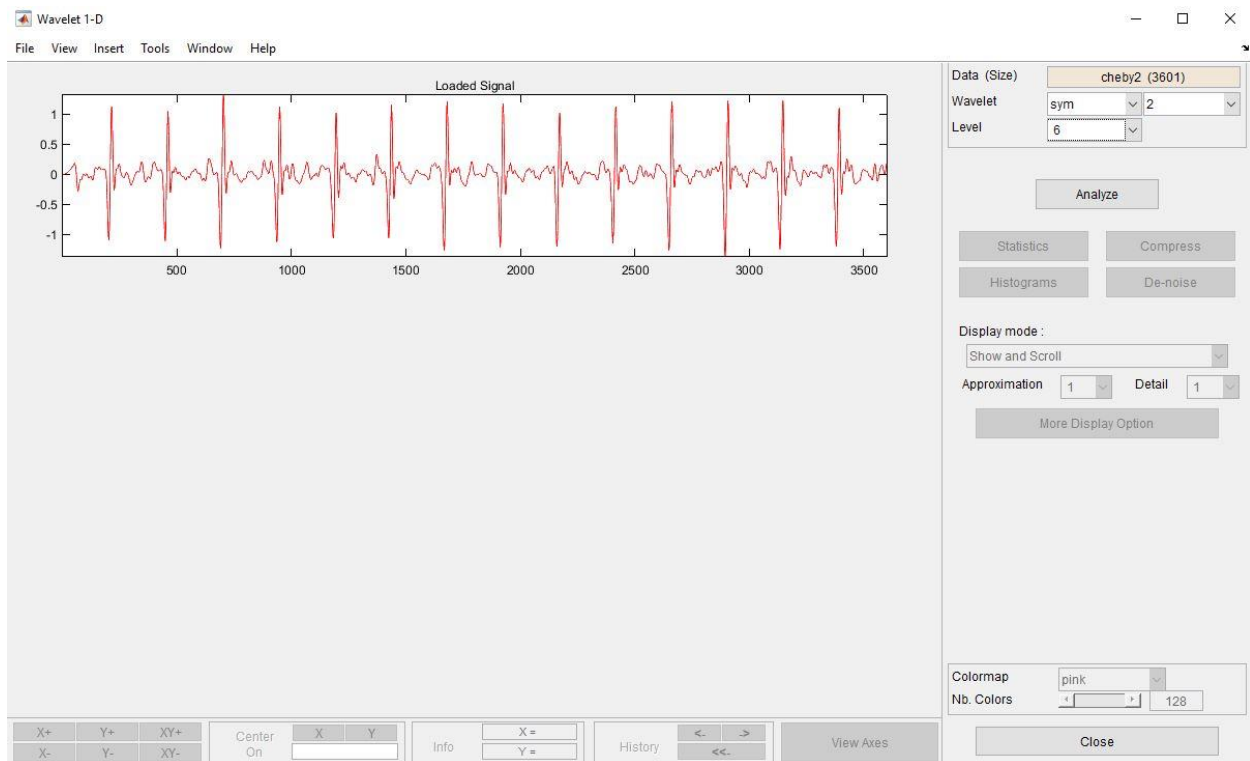 Wavelet 1-D
File View Insert Tools Window Help
Loaded Signal
1
0.5
0
-0.5
-1
500 1000 1500 2000 2500 3000 3500
Data (Size) cheby2 (3601)
Wavelet sym 2
Level 6
Analyze
Statistics Compress
Histograms De-noise
Display mode :
Show and Scroll
Approximation 1 Detail 1
More Display Option
Colormap pink
Nb. Colors 128
Close
X+ Y+ XY+
X- Y- XY-
Center
On
X Y
Info
X =
Y =
History
<- ->
<<-
View Axes